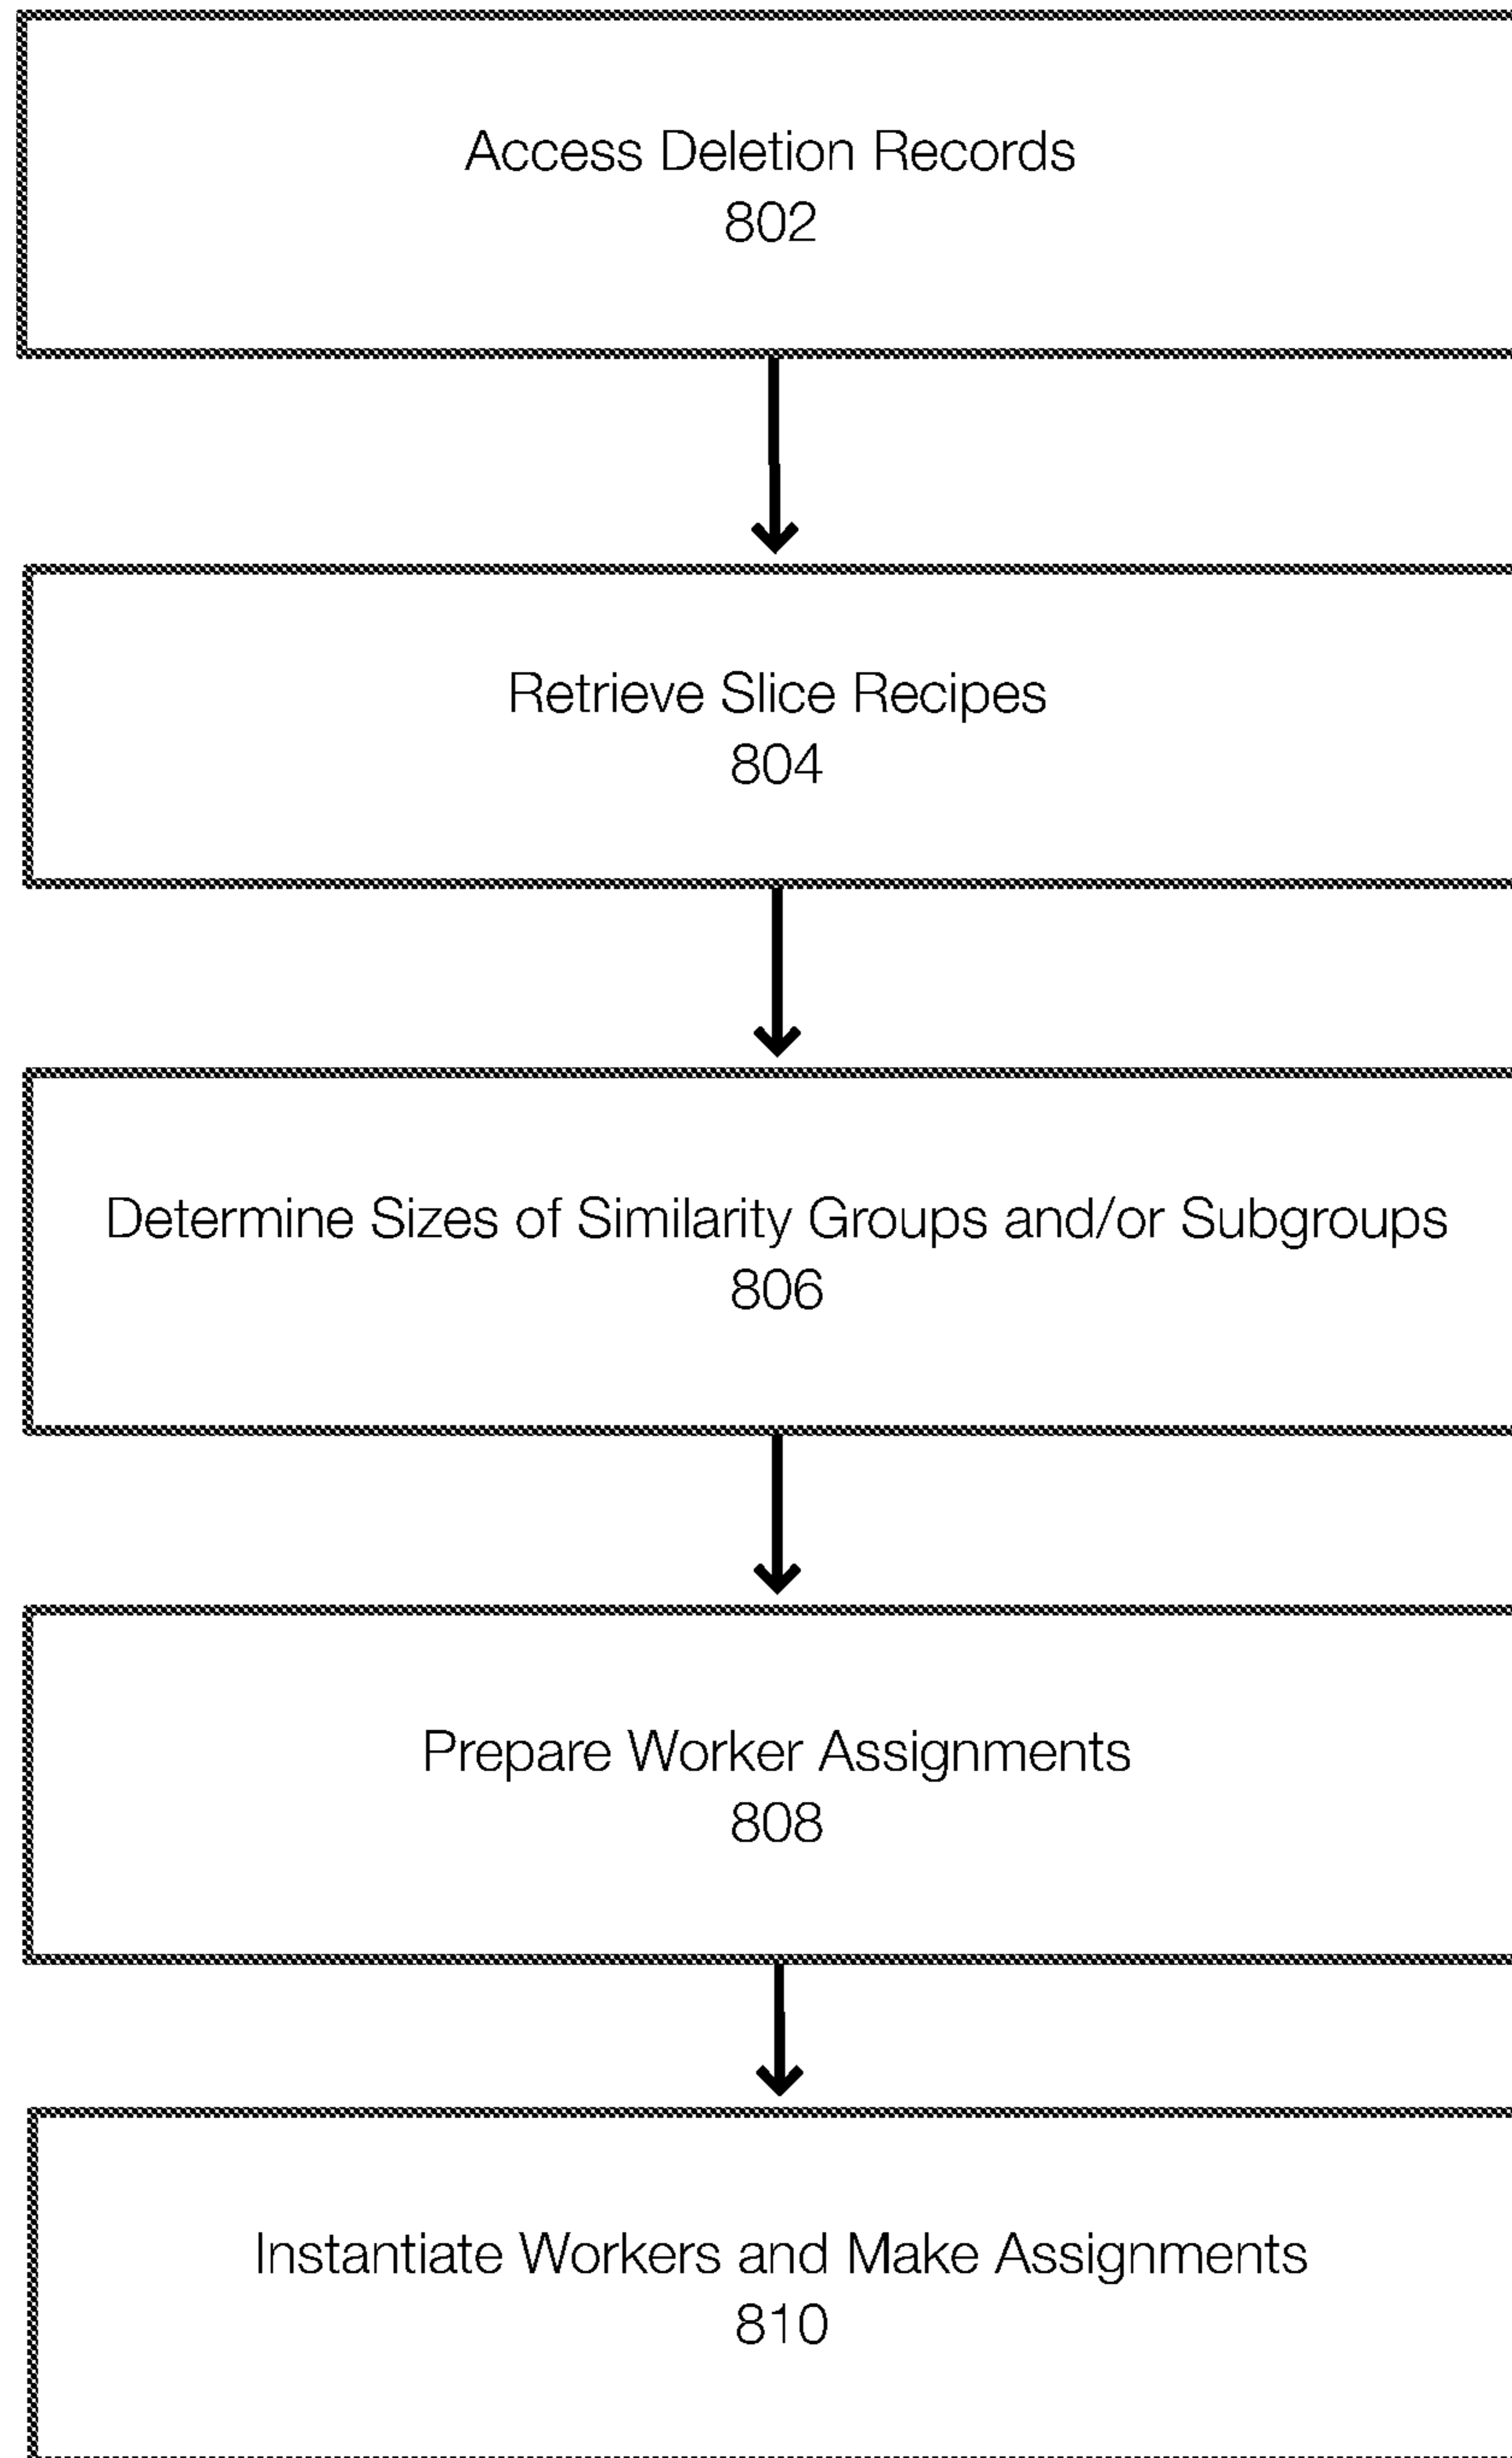 Access Deletion Records
802
Retrieve Slice Recipes
804
Determine Sizes of Similarity Groups and/or Subgroups
806
Prepare Worker Assignments
808
Instantiate Workers and Make Assignments
810